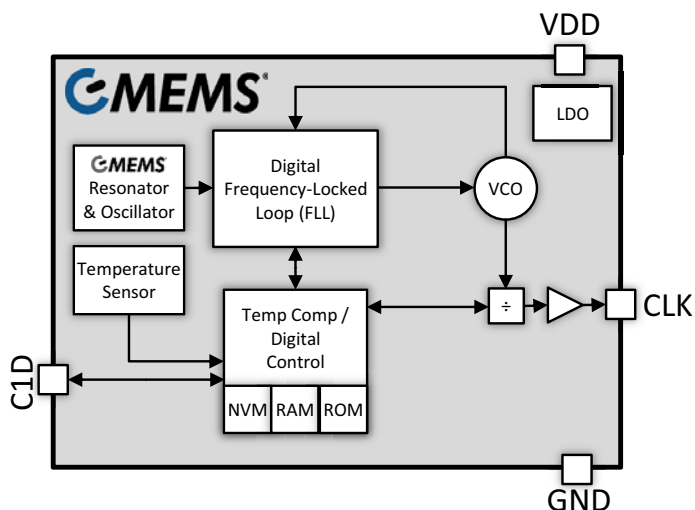 VDD
CMEMS®
LDO
CMEMS®
Resonator
& Oscillator
Digital
Frequency-Locked
Loop (FLL)
VCO
Temperature
Sensor
Temp Comp /
Digital
Control
÷
CLK
C1D
NVM RAM ROM
GND